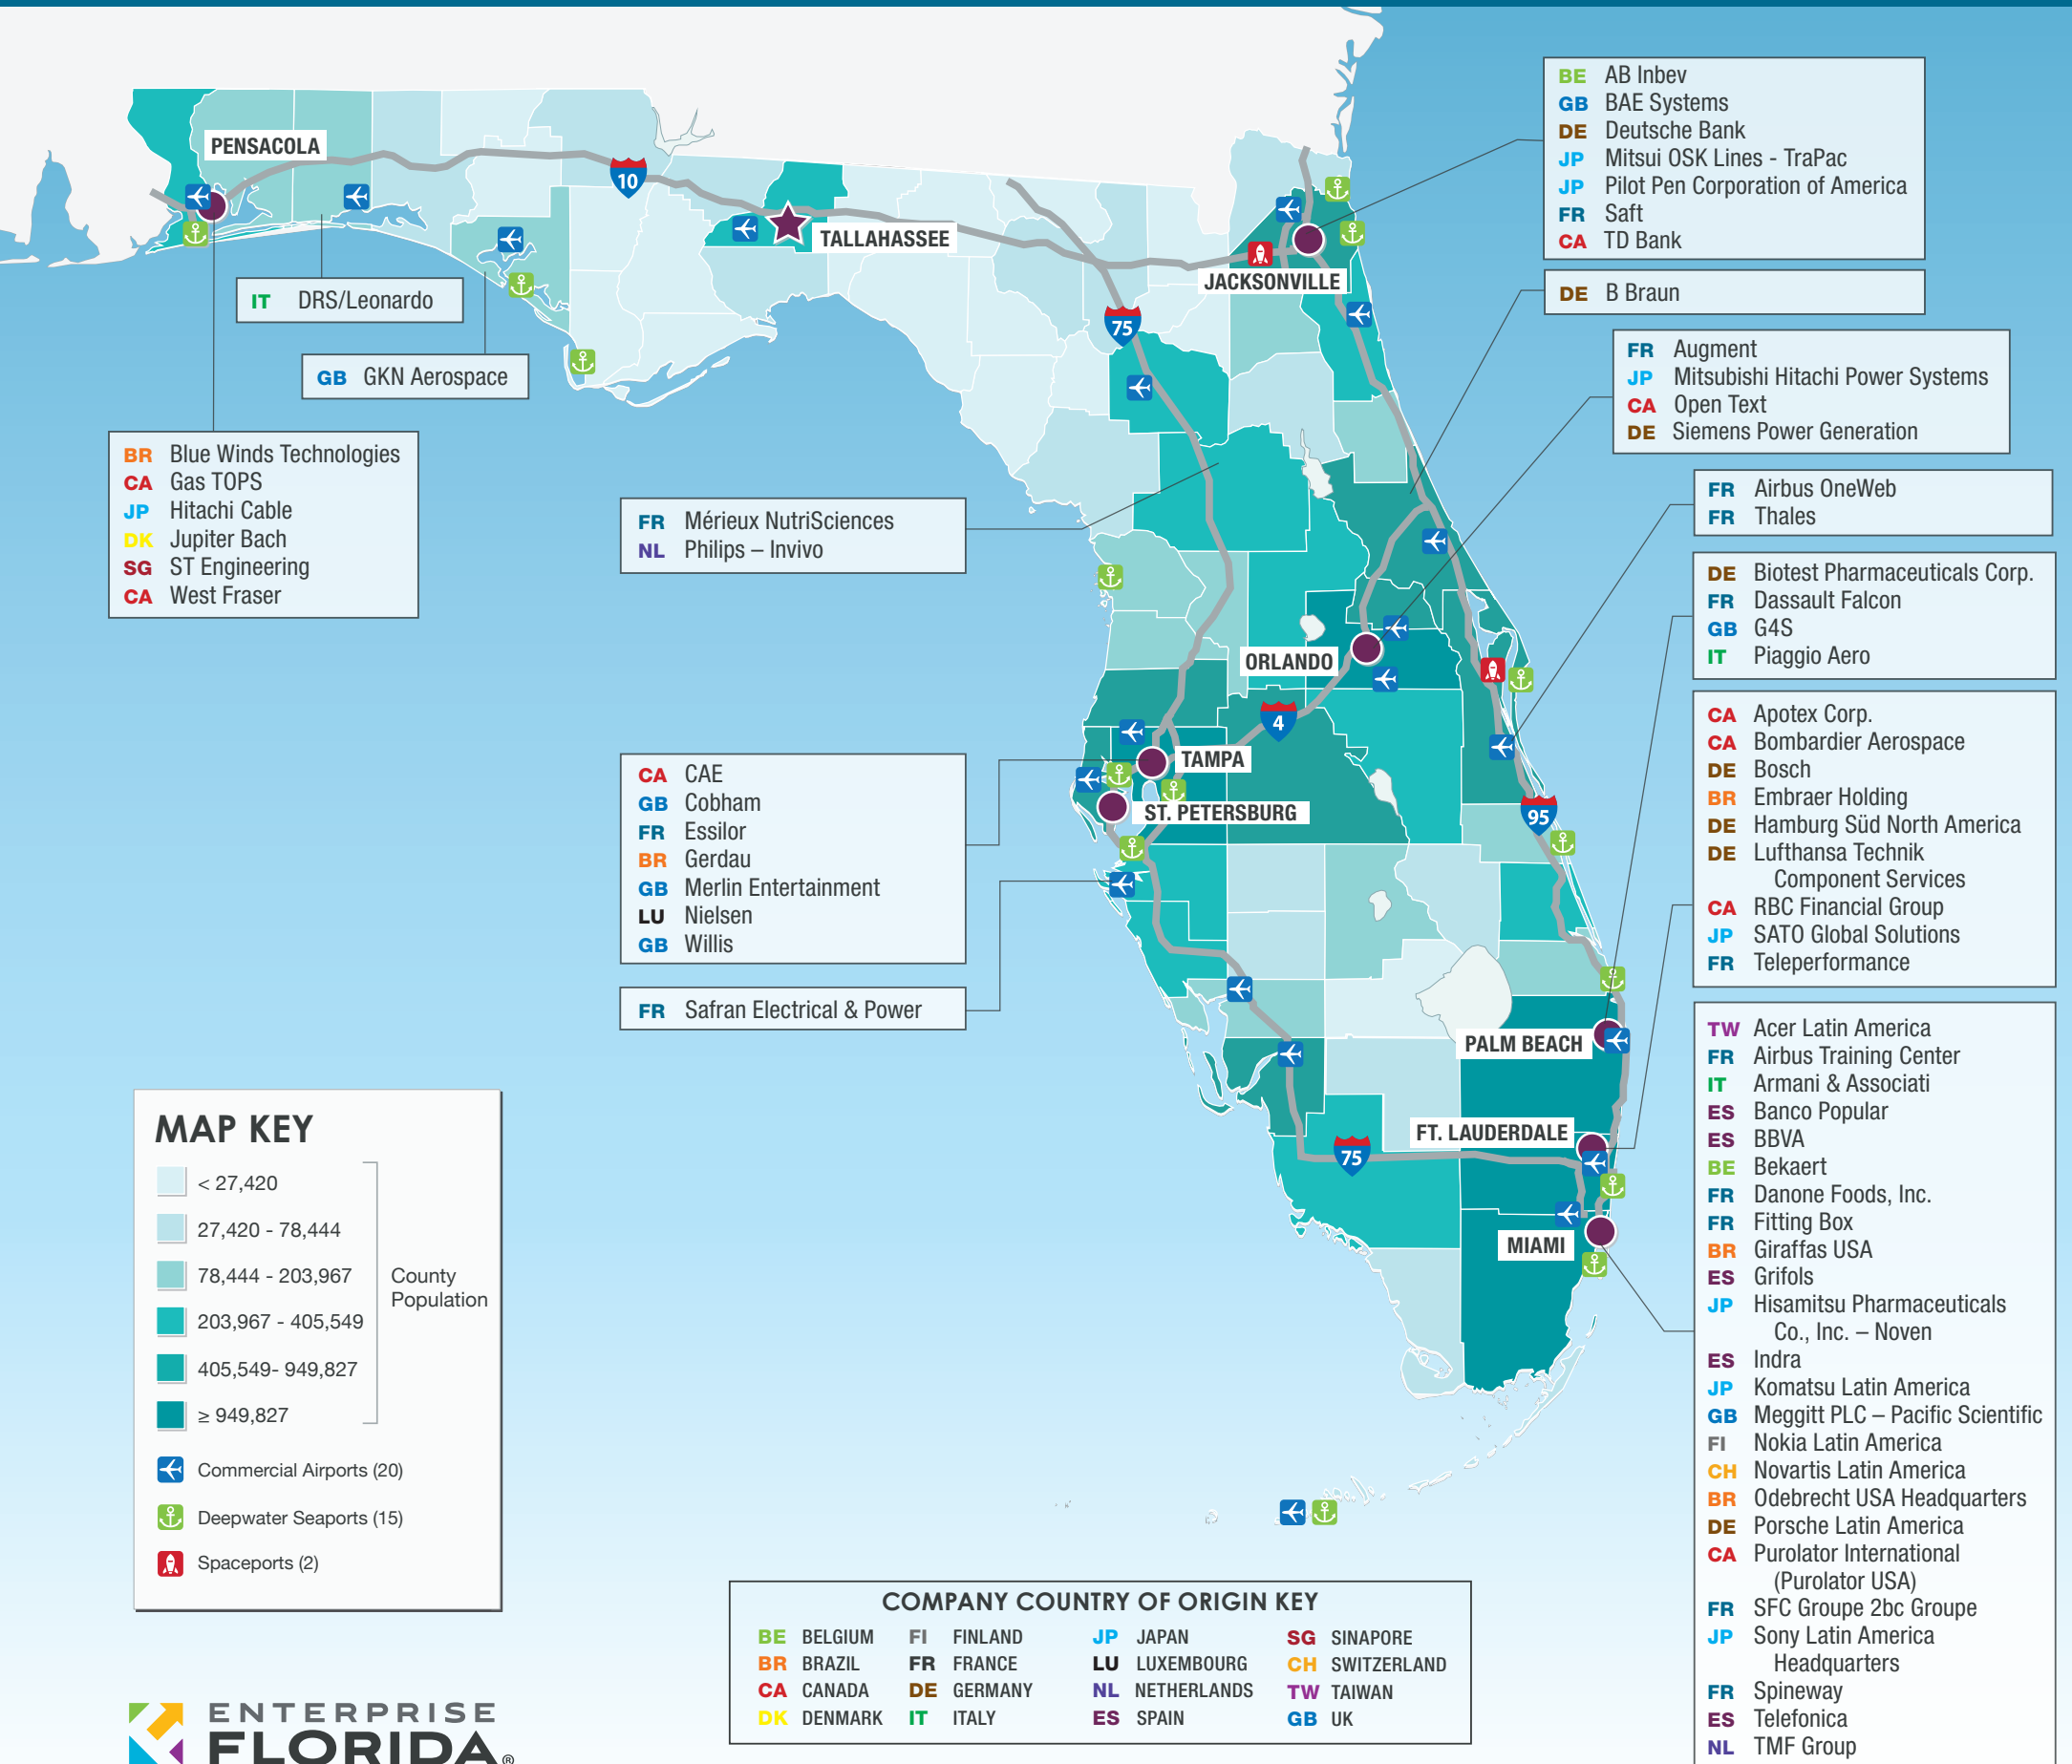 PENSACOLA
10
TALLAHASSEE
JACKSONVILLE
75
IT DRS/Leonardo
GB GKN Aerospace
BR Blue Winds Technologies
CA Gas TOPS
JP Hitachi Cable
DK Jupiter Bach
SG ST Engineering
CA West Fraser
FR Mérieux NutriSciences
NL Philips – Invivo
CA CAE
GB Cobham
FR Essilor
BR Gerdau
GB Merlin Entertainment
LU Nielsen
GB Willis
FR Safran Electrical & Power
ORLANDO
4
TAMPA
ST. PETERSBURG
95
PALM BEACH
FT. LAUDERDALE
75
MIAMI
BE AB Inbev
GB BAE Systems
DE Deutsche Bank
JP Mitsui OSK Lines - TraPac
JP Pilot Pen Corporation of America
FR Saft
CA TD Bank
DE B Braun
FR Augment
JP Mitsubishi Hitachi Power Systems
CA Open Text
DE Siemens Power Generation
FR Airbus OneWeb
FR Thales
DE Biotest Pharmaceuticals Corp.
FR Dassault Falcon
GB G4S
IT Piaggio Aero
CA Apotex Corp.
CA Bombardier Aerospace
DE Bosch
BR Embraer Holding
DE Hamburg Süd North America
DE Lufthansa Technik
Component Services
CA RBC Financial Group
JP SATO Global Solutions
FR Teleperformance
TW Acer Latin America
FR Airbus Training Center
IT Armani & Associati
ES Banco Popular
ES BBVA
BE Bekaert
FR Danone Foods, Inc.
FR Fitting Box
BR Giraffas USA
ES Grifols
JP Hisamitsu Pharmaceuticals
Co., Inc. – Noven
ES Indra
JP Komatsu Latin America
GB Meggitt PLC – Pacific Scientific
FI Nokia Latin America
CH Novartis Latin America
BR Odebrecht USA Headquarters
DE Porsche Latin America
CA Purolator International
(Purolator USA)
FR SFC Groupe 2bc Groupe
JP Sony Latin America
Headquarters
FR Spineway
ES Telefonica
NL TMF Group
MAP KEY
< 27,420
27,420 - 78,444
78,444 - 203,967
203,967 - 405,549
405,549- 949,827
≥ 949,827
County
Population
Commercial Airports (20)
Deepwater Seaports (15)
Spaceports (2)
COMPANY COUNTRY OF ORIGIN KEY
BE BELGIUM FI FINLAND JP JAPAN SG SINAPORE
BR BRAZIL FR FRANCE LU LUXEMBOURG CH SWITZERLAND
CA CANADA DE GERMANY NL NETHERLANDS TW TAIWAN
DK DENMARK IT ITALY ES SPAIN GB UK
ENTERPRISE
FLORIDA®